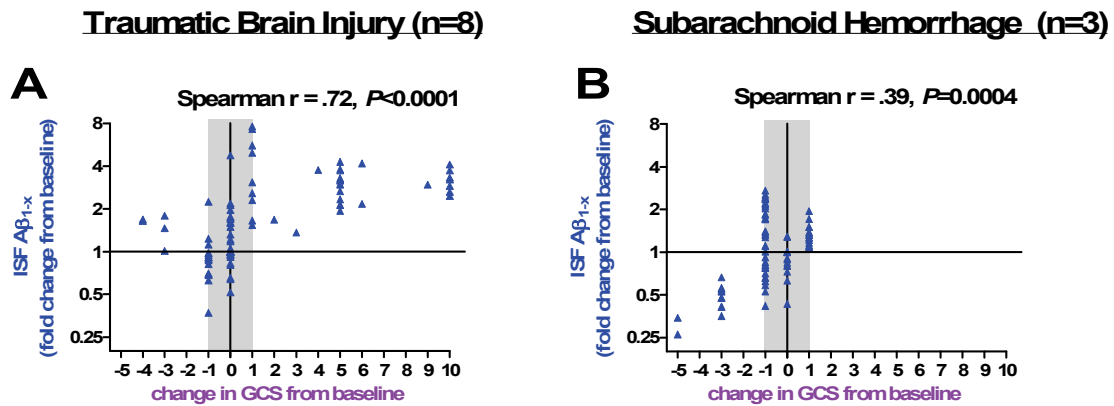 Traumatic Brain Injury (n=8)
Subarachnoid Hemorrhage (n=3)
A
Spearman r = .72, P<0.0001
8
4
2
1
0.5
0.25
ISF Aβ1-x
(fold change from baseline)
-5 -4 -3 -2 -1 0 1 2 3 4 5 6 7 8 9 10
change in GCS from baseline
B
Spearman r = .39, P=0.0004
8
4
2
1
0.5
0.25
ISF Aβ1-x
(fold change from baseline)
-5 -4 -3 -2 -1 0 1 2 3 4 5 6 7 8 9 10
change in GCS from baseline